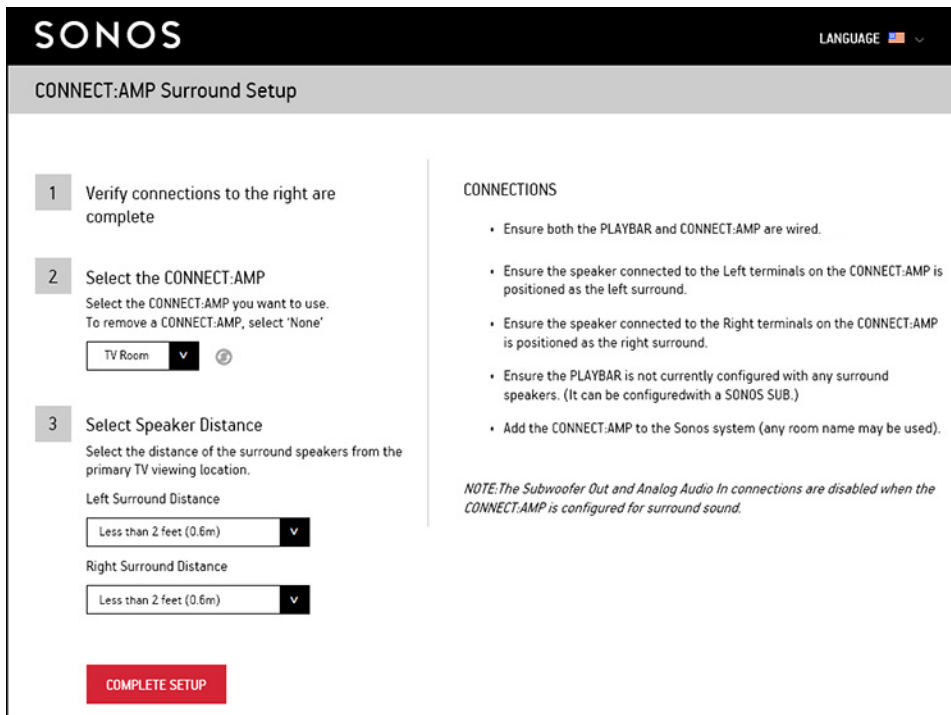 SONOS
LANGUAGE
CONNECT:AMP Surround Setup
1
Verify connections to the right are
complete
2
Select the CONNECT:AMP
Select the CONNECT:AMP you want to use.
To remove a CONNECT:AMP, select 'None'
TV Room
3
Select Speaker Distance
Select the distance of the surround speakers from the
primary TV viewing location.
Left Surround Distance
Less than 2 feet (0.6m)
Right Surround Distance
Less than 2 feet (0.6m)
COMPLETE SETUP
CONNECTIONS
• Ensure both the PLAYBAR and CONNECT:AMP are wired.
• Ensure the speaker connected to the Left terminals on the CONNECT:AMP is
positioned as the left surround.
• Ensure the speaker connected to the Right terminals on the CONNECT:AMP
is positioned as the right surround.
• Ensure the PLAYBAR is not currently configured with any surround
speakers. (It can be configuredwith a SONOS SUB.)
• Add the CONNECT:AMP to the Sonos system (any room name may be used).
NOTE:The Subwoofer Out and Analog Audio In connections are disabled when the
CONNECT:AMP is configured for surround sound.